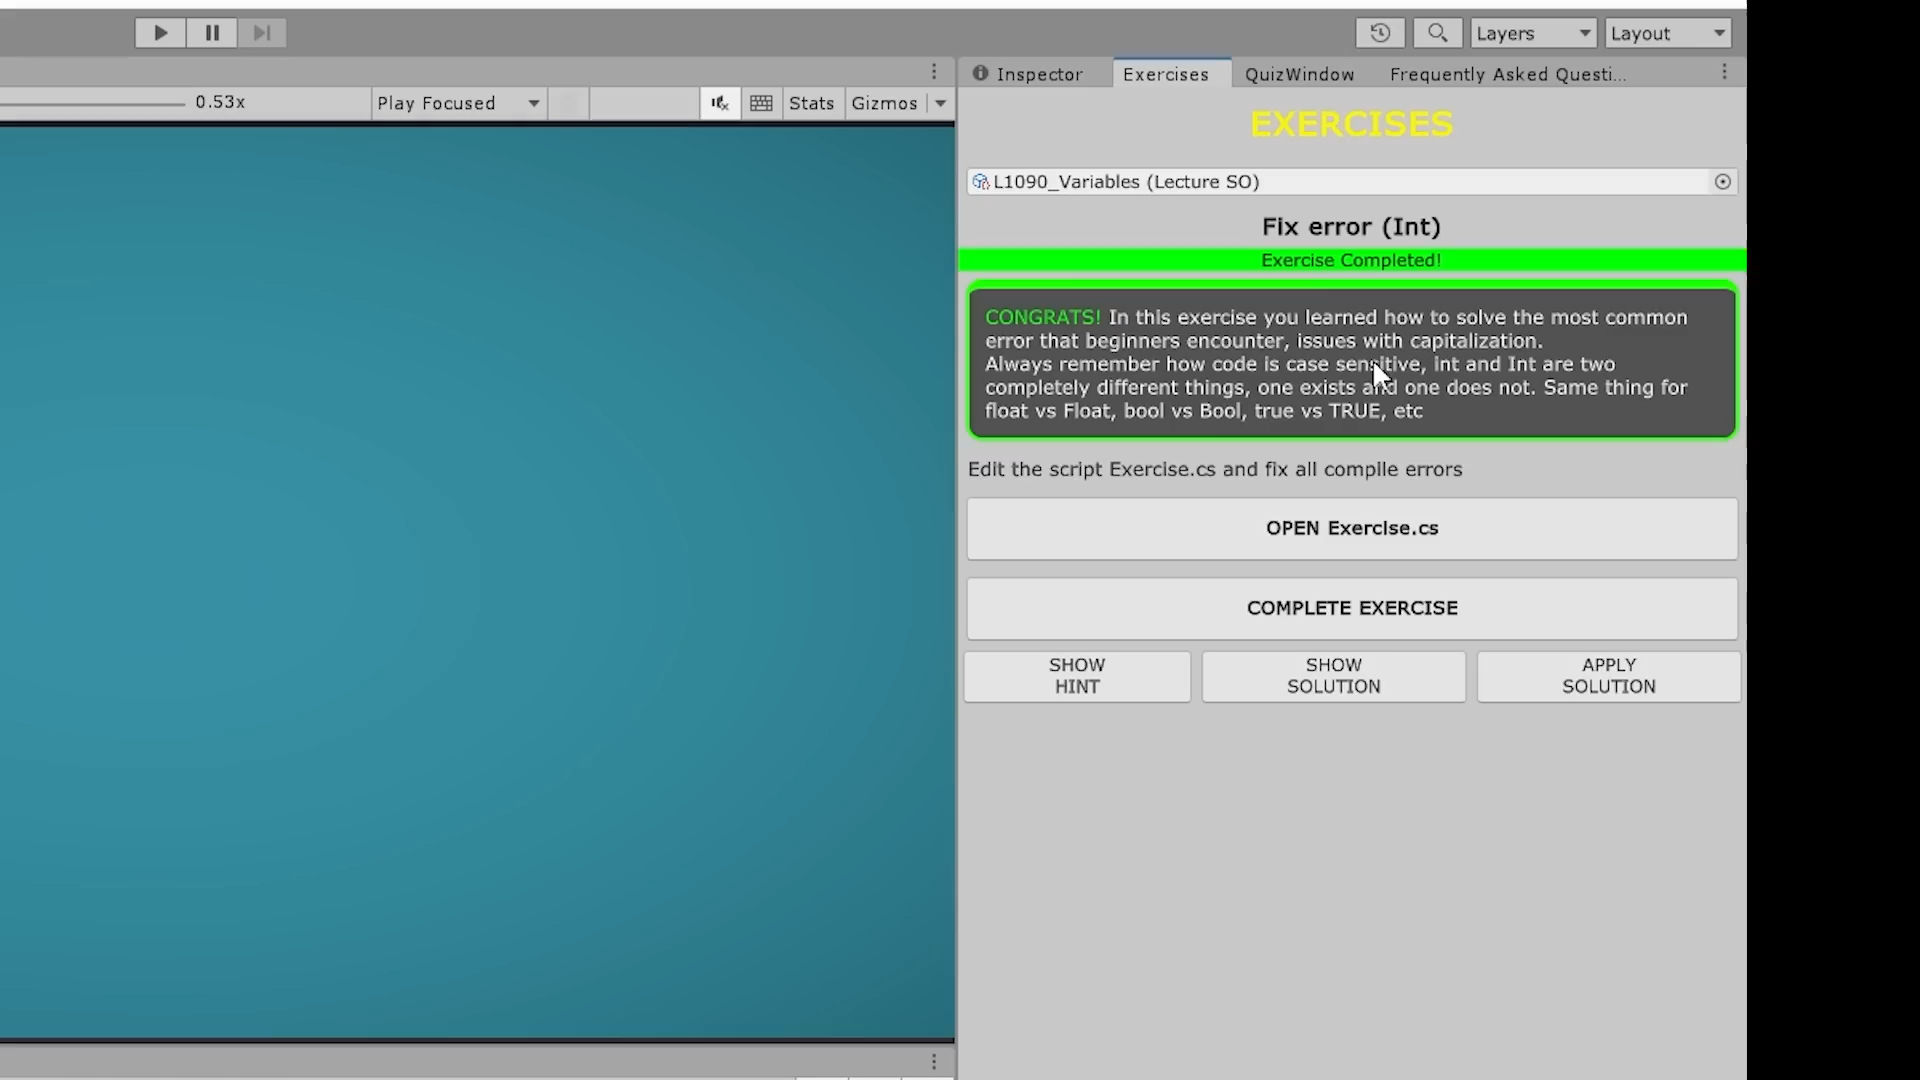 Layers
Layout
Inspector
Exercises
QuizWindow
Frequently Asked Questi...
0.53x
Play Focused
Stats
Gizmos
EXERCISES
L1090_Variables (Lecture SO)
Fix error (Int)
Exercise Completed!
CONGRATS! In this exercise you learned how to solve the most common
error that beginners encounter, issues with capitalization.
Always remember how code is case sensitive, int and Int are two
completely different things, one exists and one does not. Same thing for
float vs Float, bool vs Bool, true vs TRUE, etc
Edit the script Exercise.cs and fix all compile errors
OPEN Exercise.cs
COMPLETE EXERCISE
SHOW
HINT
SHOW
SOLUTION
APPLY
SOLUTION